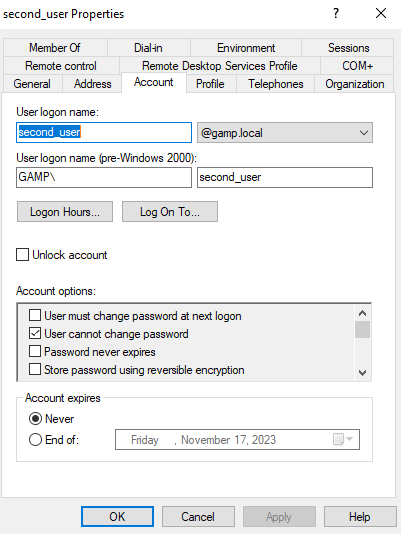 second_user Properties
Member Of Dial-in Environment Sessions
Remote control Remote Desktop Services Profile COM+
General Address Account Profile Telephones Organization
User logon name:
second_user @gamp.local
User logon name (pre-Windows 2000):
GAMP\ second_user
Logon Hours... Log On To...
Unlock account
Account options:
User must change password at next logon
User cannot change password
Password never expires
Store password using reversible encryption
Account expires
Never
End of: Friday , November 17, 2023
OK Cancel Apply Help